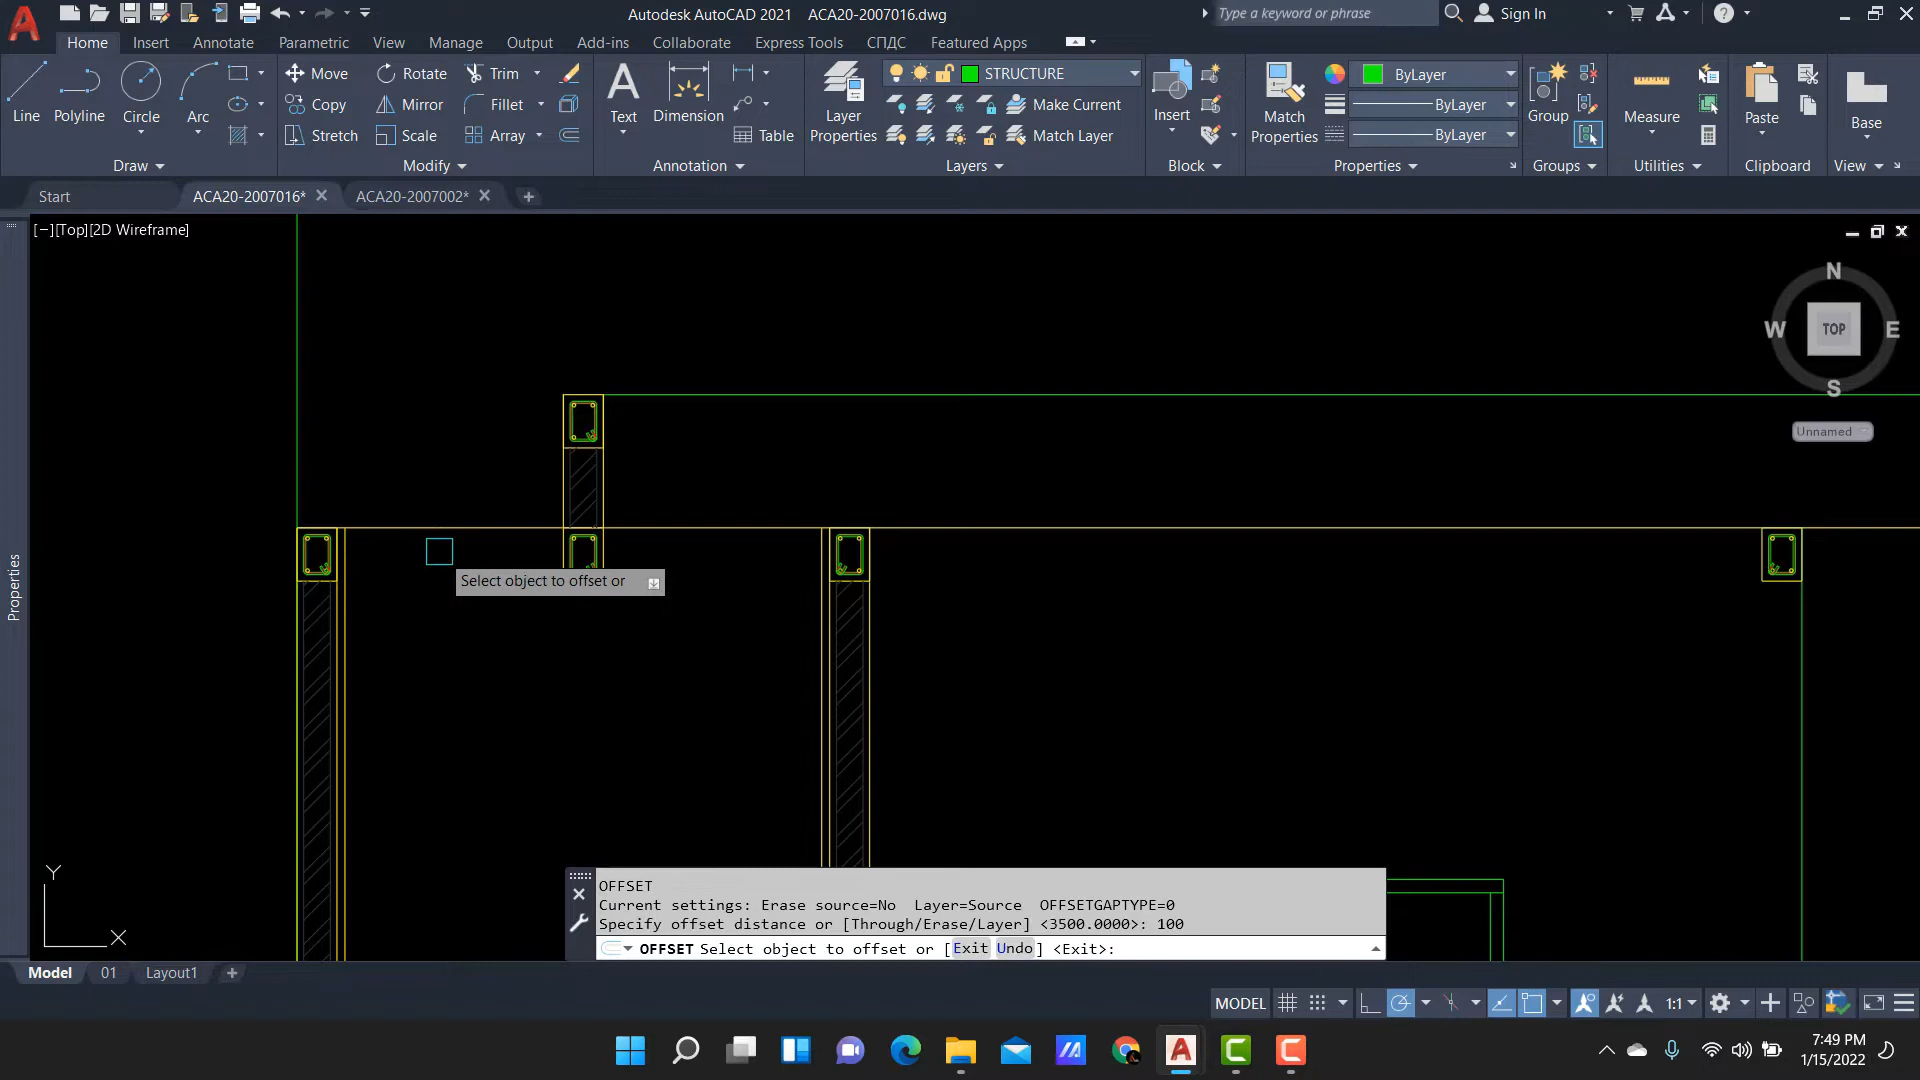 Autodesk AutoCAD 2021 ACA20-2007016.dwg
Type a keyword or phrase
Sign In
Home Insert Annotate Parametric View Manage Output Add-ins Collaborate Express Tools СПДС Featured Apps
Line Polyline Circle Arc
Move Rotate Trim
Copy Mirror Fillet
Stretch Scale Array
Text Dimension Table
Layer Properties
STRUCTURE
Make Current
Match Layer
Insert
Match Properties
ByLayer
ByLayer
ByLayer
Group
Measure
Paste
Base
Draw Modify Annotation Layers Block Properties Groups Utilities Clipboard View
Start ACA20-2007016* ACA20-2007002*
[−][Top][2D Wireframe]
N
W TOP E
S
Unnamed
Properties
Select object to offset or
Y
X
OFFSET
Current settings: Erase source=No Layer=Source OFFSETGAPTYPE=0
Specify offset distance or [Through/Erase/Layer] <3500.0000>: 100
OFFSET Select object to offset or [Exit Undo] <Exit>:
Model 01 Layout1
MODEL 1:1
7:49 PM
1/15/2022